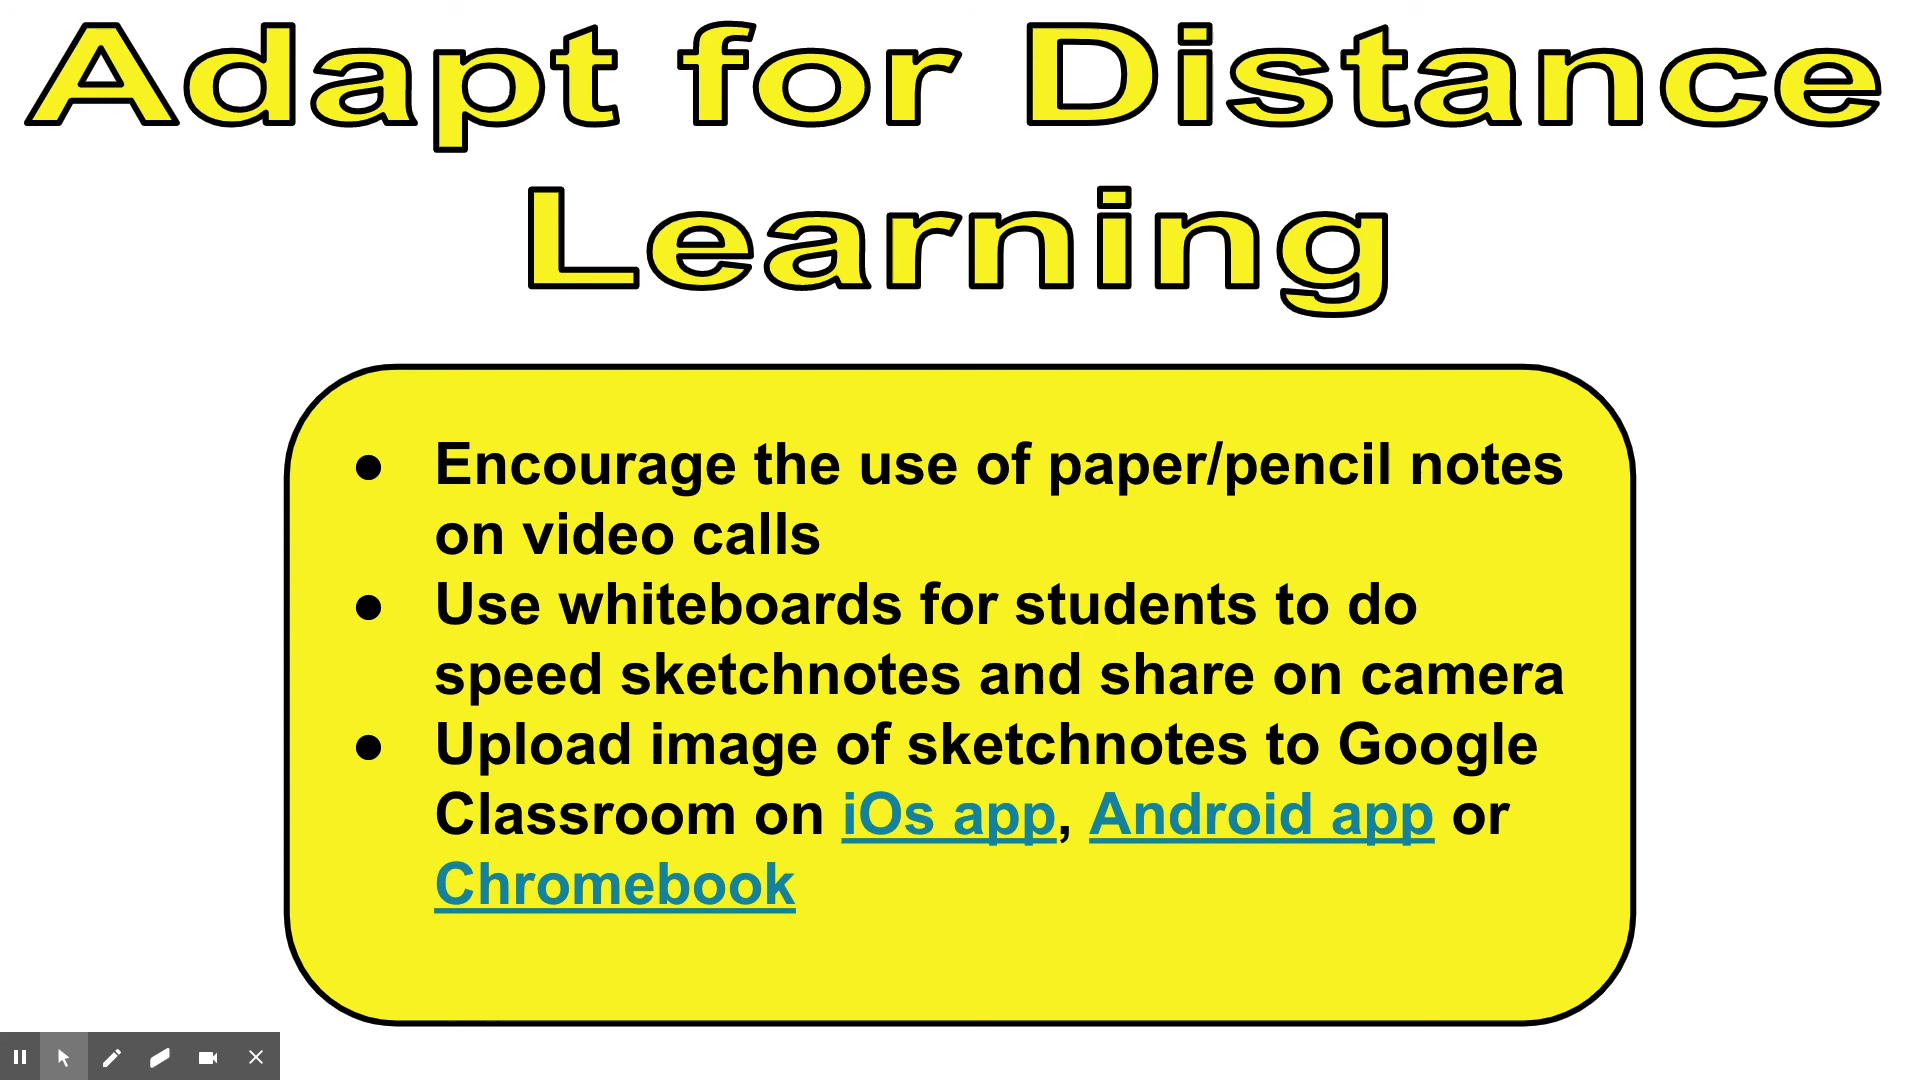 Adapt for Distance
Learning
● Encourage the use of paper/pencil notes
on video calls
● Use whiteboards for students to do
speed sketchnotes and share on camera
● Upload image of sketchnotes to Google
Classroom on iOs app, Android app or
Chromebook